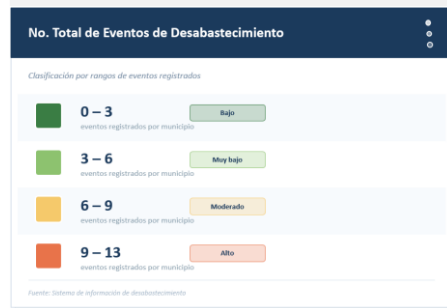 No. Total de Eventos de Desabastecimiento
Clasificación por rangos de eventos registrados
0 – 3
Bajo
eventos registrados por municipio
3 – 6
Muy bajo
eventos registrados por municipio
6 – 9
Moderado
eventos registrados por municipio
9 – 13
Alto
eventos registrados por municipio
Fuente: Sistema de información de desabastecimiento